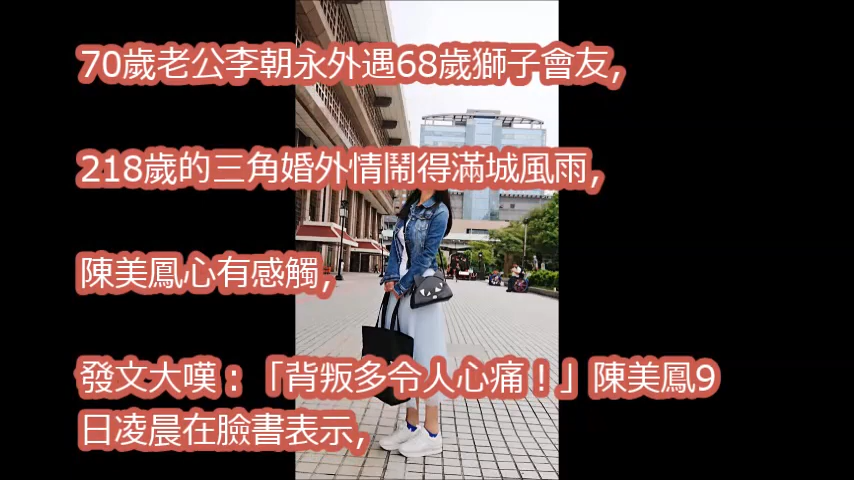 70歲老公李朝永外遇68歲獅子會友,
218歲的三角婚外情鬧得滿城風雨,
陳美鳳心有感觸,
發文大嘆:「背叛多令人心痛!」陳美鳳9
日凌晨在臉書表示,